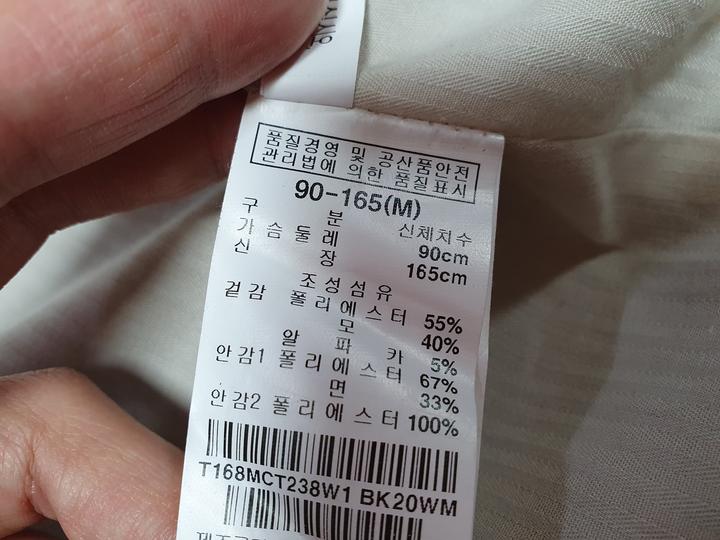 품질경영 및 공산품안전
관리법에 의한 품질표시
90-165(M)
구 분 신체치수
가슴둘레 90cm
신 장 165cm
조성섬유
겉감 폴리에스터 55%
모 40%
알파카 5%
안감1 폴리에스터 67%
면 33%
안감2 폴리에스터 100%
T168MCT238W1 BK20WM